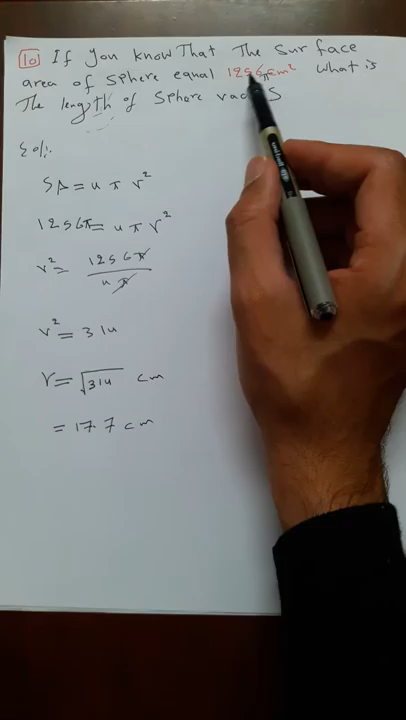 10 If you know That The Surface
area of sphere equal 1256π cm² what is
The length of Sphere radius
Sol:
SA = 4 π r²
1256π = 4 π r²
r² = 1256π / 4 π
r² = 314
r = √314 cm
= 17.7 cm